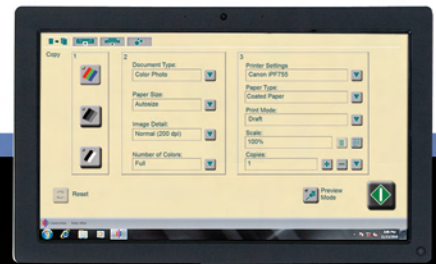 Copy
1
2
Document Type:
Color Photo
Paper Size:
Autosize
Image Detail:
Normal (200 dpi)
Number of Colors:
Full
3
Printer Settings
Canon iPF755
Paper Type:
Coated Paper
Print Mode:
Draft
Scale:
100%
Copies:
1
Reset
Preview
Mode